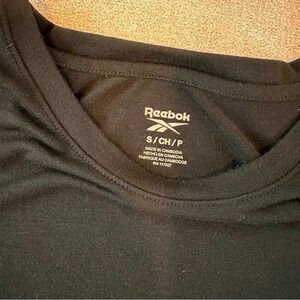 Reebok
S / CH / P
MADE IN CAMBODIA
HECHO EN CAMBOYA
FABRIQUÉ AU CAMBODGE